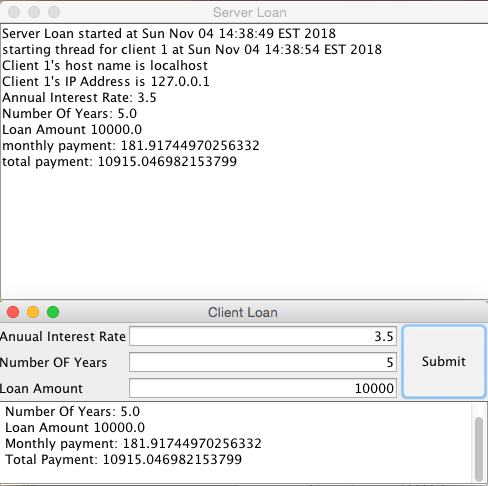 Server Loan
Server Loan started at Sun Nov 04 14:38:49 EST 2018
starting thread for client 1 at Sun Nov 04 14:38:54 EST 2018
Client 1's host name is localhost
Client 1's IP Address is 127.0.0.1
Annual Interest Rate: 3.5
Number Of Years: 5.0
Loan Amount 10000.0
monthly payment: 181.91744970256332
total payment: 10915.046982153799
Client Loan
Anuual Interest Rate 3.5
Number OF Years 5
Submit
Loan Amount 10000
Number Of Years: 5.0
Loan Amount 10000.0
Monthly payment: 181.91744970256332
Total Payment: 10915.046982153799